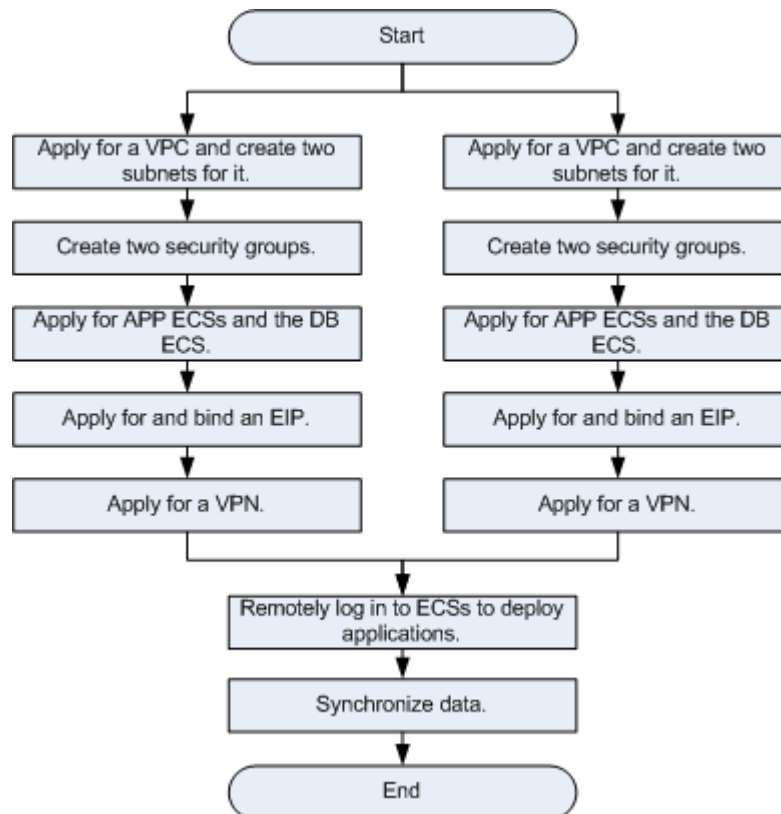 Start
Apply for a VPC and create two
subnets for it.
Create two security groups.
Apply for APP ECSs and the DB
ECS.
Apply for and bind an EIP.
Apply for a VPN.
Apply for a VPC and create two
subnets for it.
Create two security groups.
Apply for APP ECSs and the DB
ECS.
Apply for and bind an EIP.
Apply for a VPN.
Remotely log in to ECSs to deploy
applications.
Synchronize data.
End